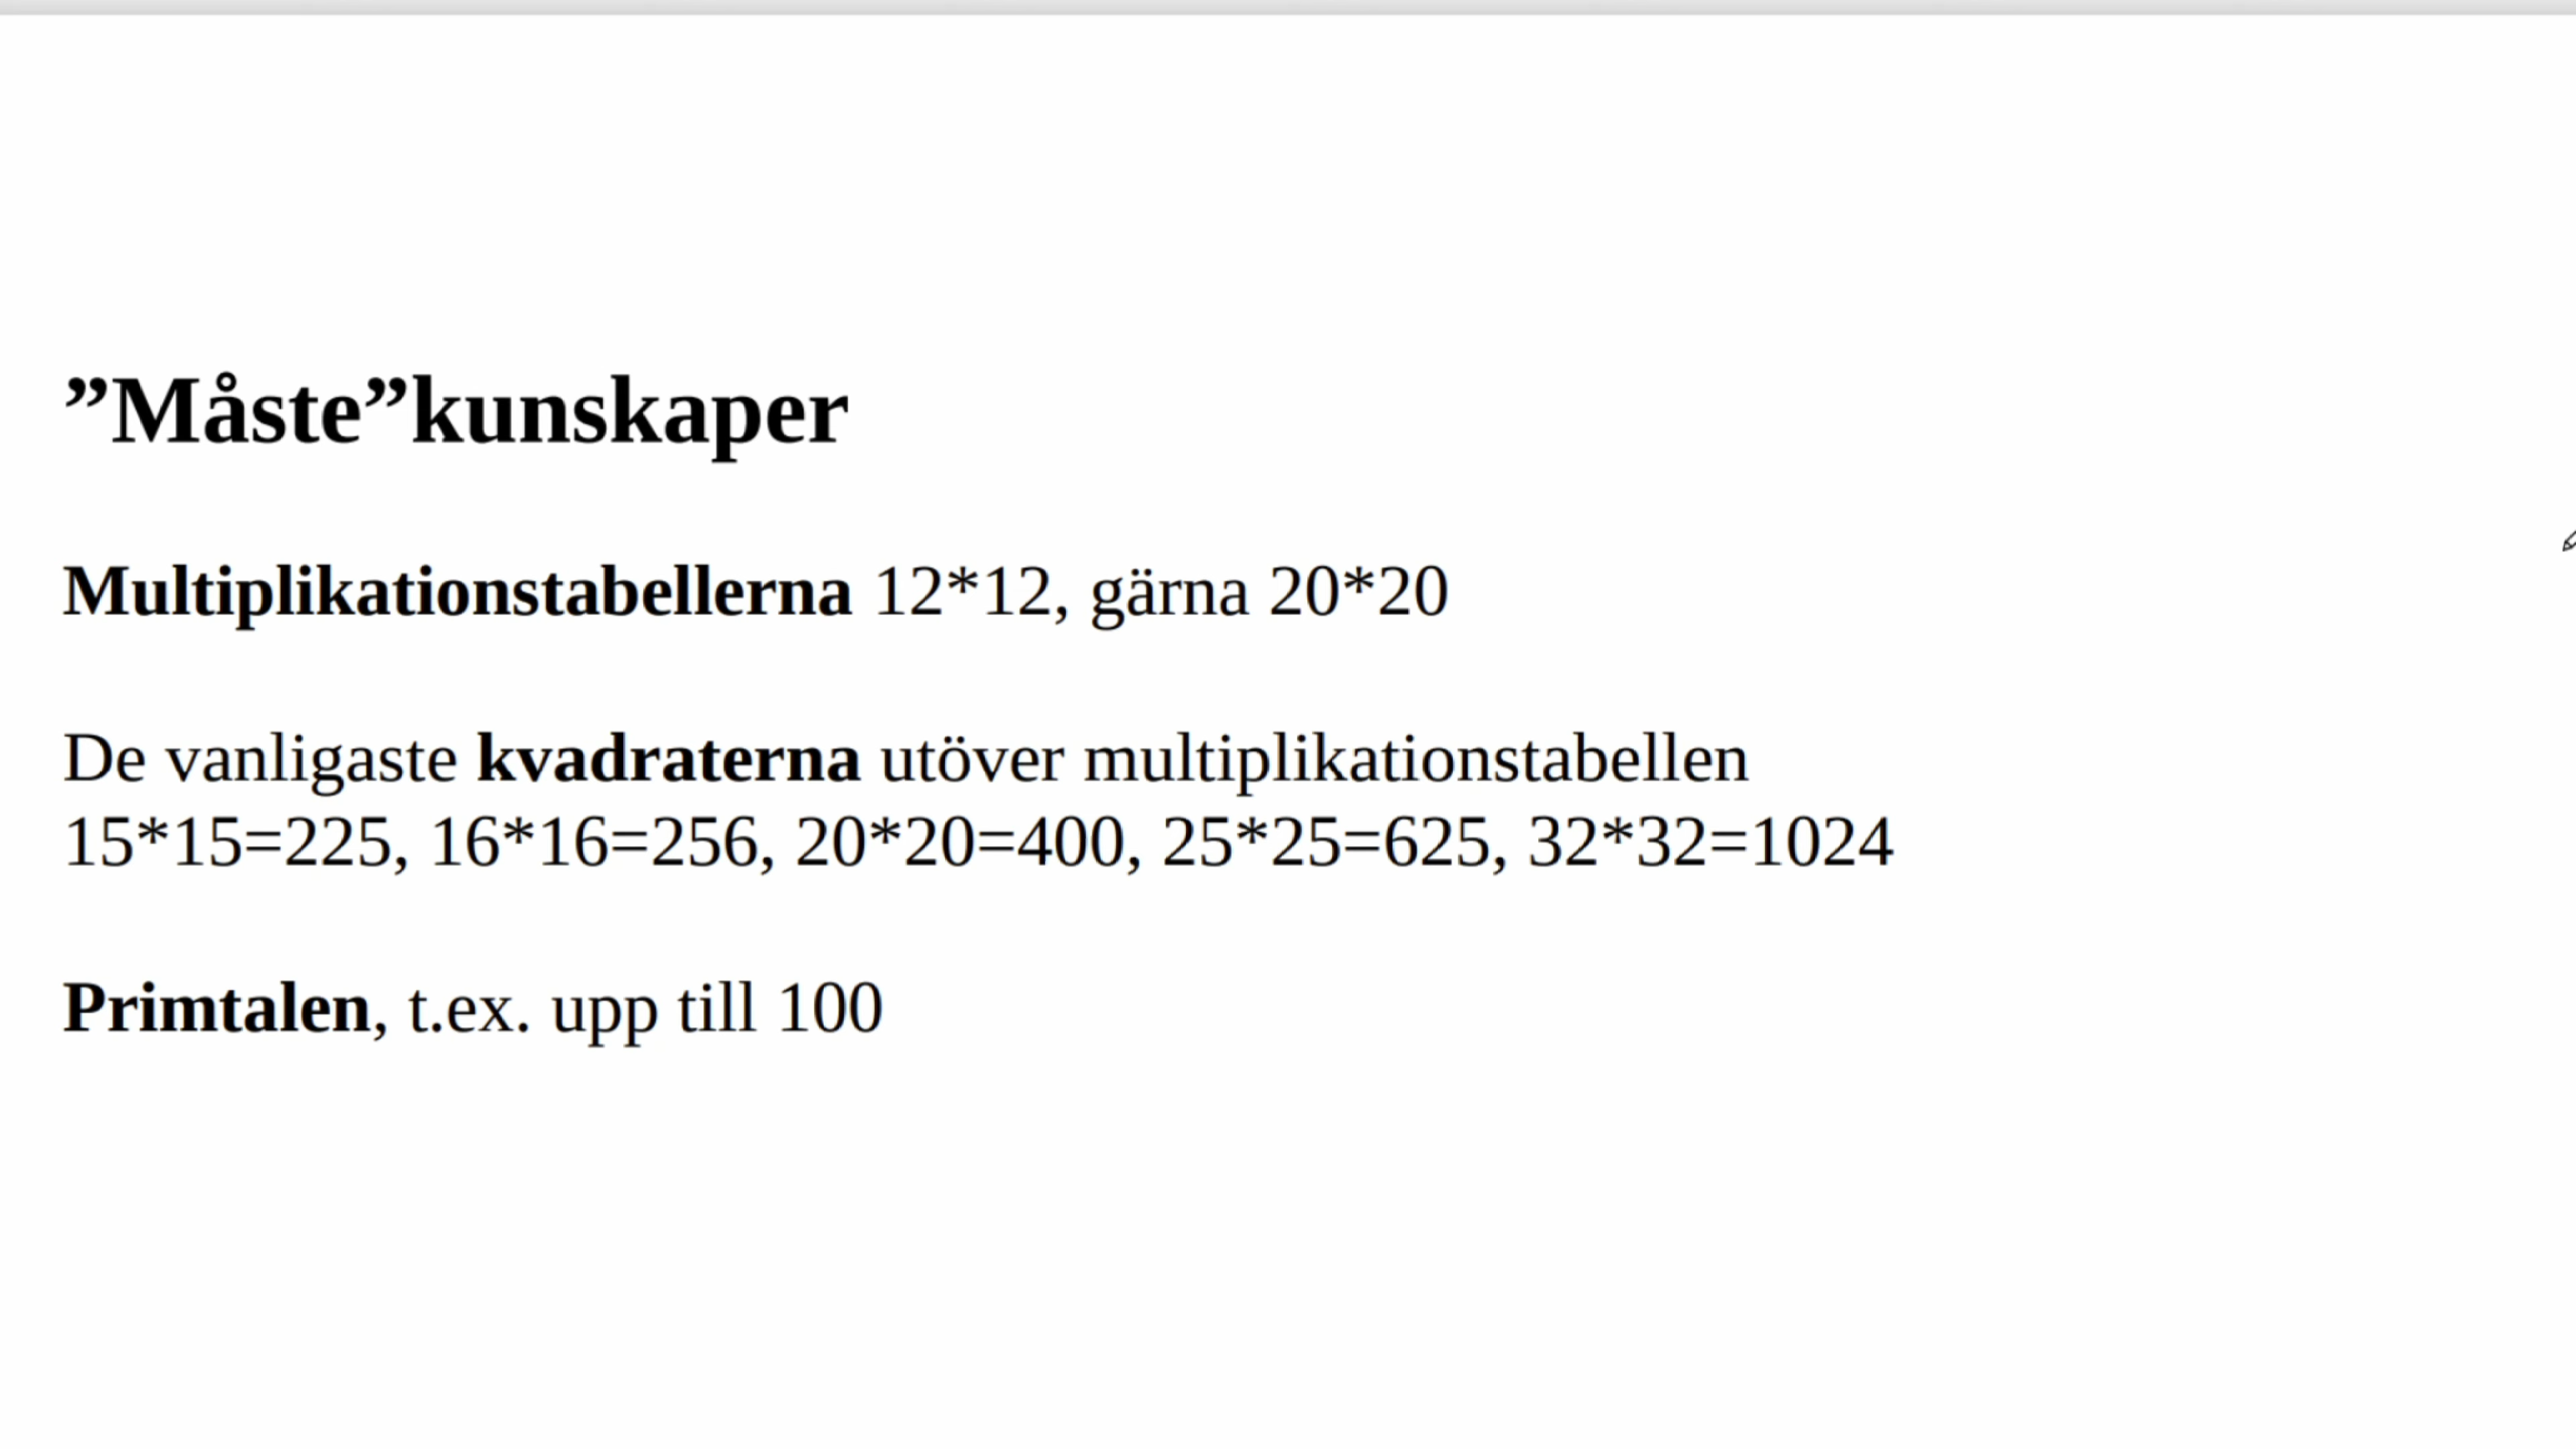 ”Måste”kunskaper
Multiplikationstabellerna 12*12, gärna 20*20
De vanligaste kvadraterna utöver multiplikationstabellen
15*15=225, 16*16=256, 20*20=400, 25*25=625, 32*32=1024
Primtalen, t.ex. upp till 100